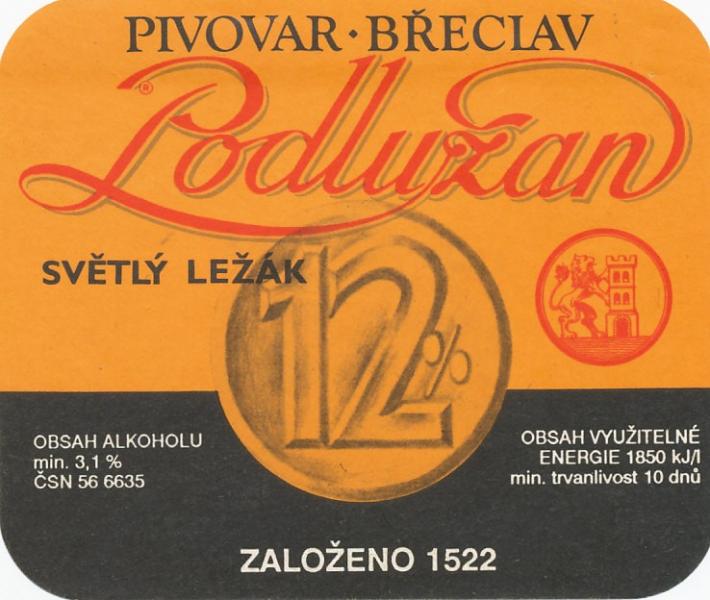 PIVOVAR · BŘECLAV
Podlužan
®
SVĚTLÝ LEŽÁK
12%
OBSAH ALKOHOLU
min. 3,1 %
ČSN 56 6635
OBSAH VYUŽITELNÉ
ENERGIE 1850 kJ/l
min. trvanlivost 10 dnů
ZALOŽENO 1522